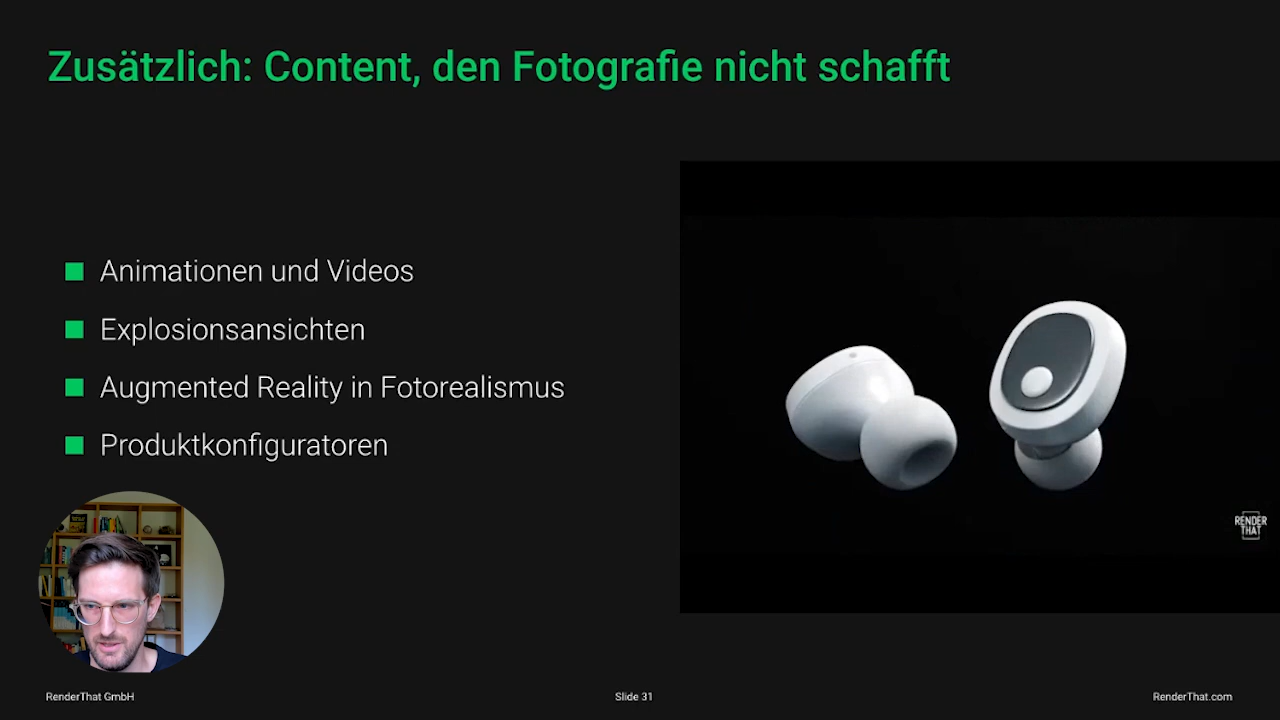 Zusätzlich: Content, den Fotografie nicht schafft
Animationen und Videos
Explosionsansichten
Augmented Reality in Fotorealismus
Produktkonfiguratoren
RENDER
THAT
RenderThat GmbH
Slide 31
RenderThat.com